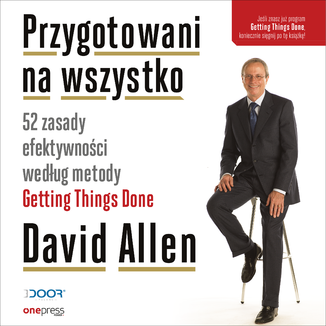 Przygotowani
na wszystko
Jeśli znasz już program
Getting Things Done,
koniecznie sięgnij po tę książkę!
52 zasady
efektywności
według metody
Getting Things Done
David Allen
DOOR
onepress